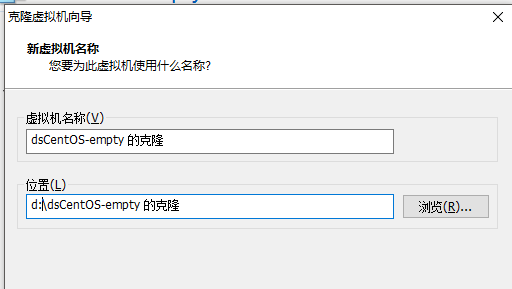 克隆虚拟机向导
新虚拟机名称
您要为此虚拟机使用什么名称?
虚拟机名称(V)
dsCentOS-empty 的克隆
位置(L)
d:\dsCentOS-empty 的克隆
浏览(R)...